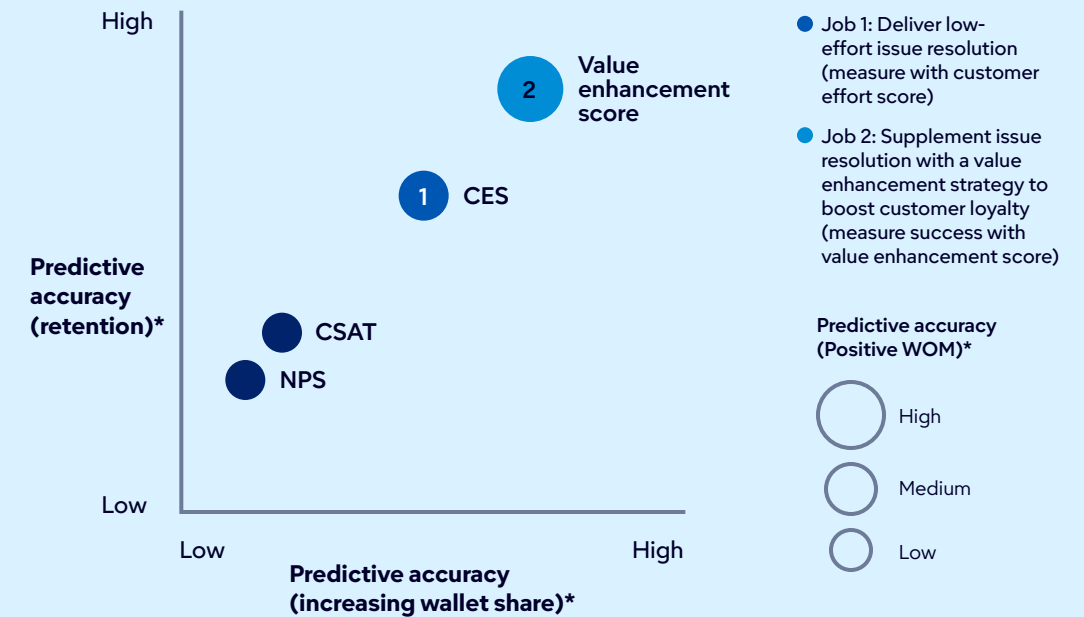 High
2
Value
enhancement
score
1
CES
Predictive
accuracy
(retention)*
CSAT
NPS
Low
Low
High
Predictive accuracy
(increasing wallet share)*
Job 1: Deliver low-
effort issue resolution
(measure with customer
effort score)
Job 2: Supplement issue
resolution with a value
enhancement strategy to
boost customer loyalty
(measure success with
value enhancement score)
Predictive accuracy
(Positive WOM)*
High
Medium
Low